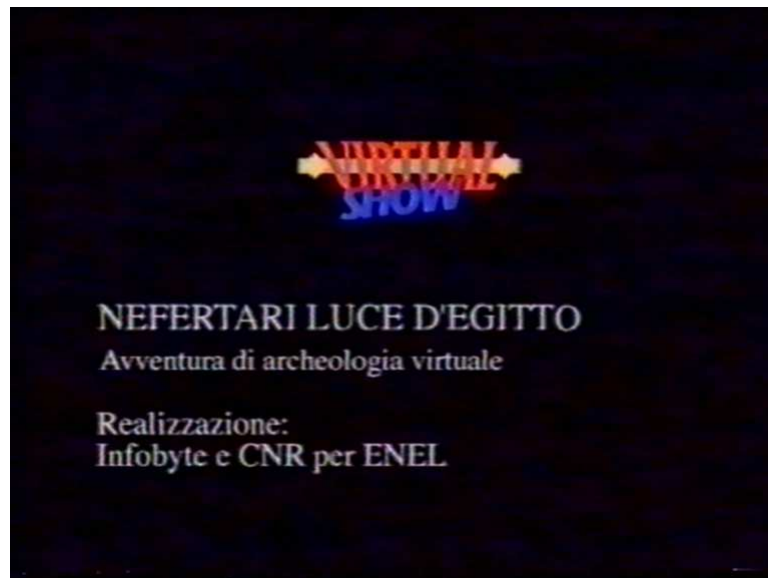 VIRTUAL
SHOW
NEFERTARI LUCE D'EGITTO
Avventura di archeologia virtuale
Realizzazione:
Infobyte e CNR per ENEL